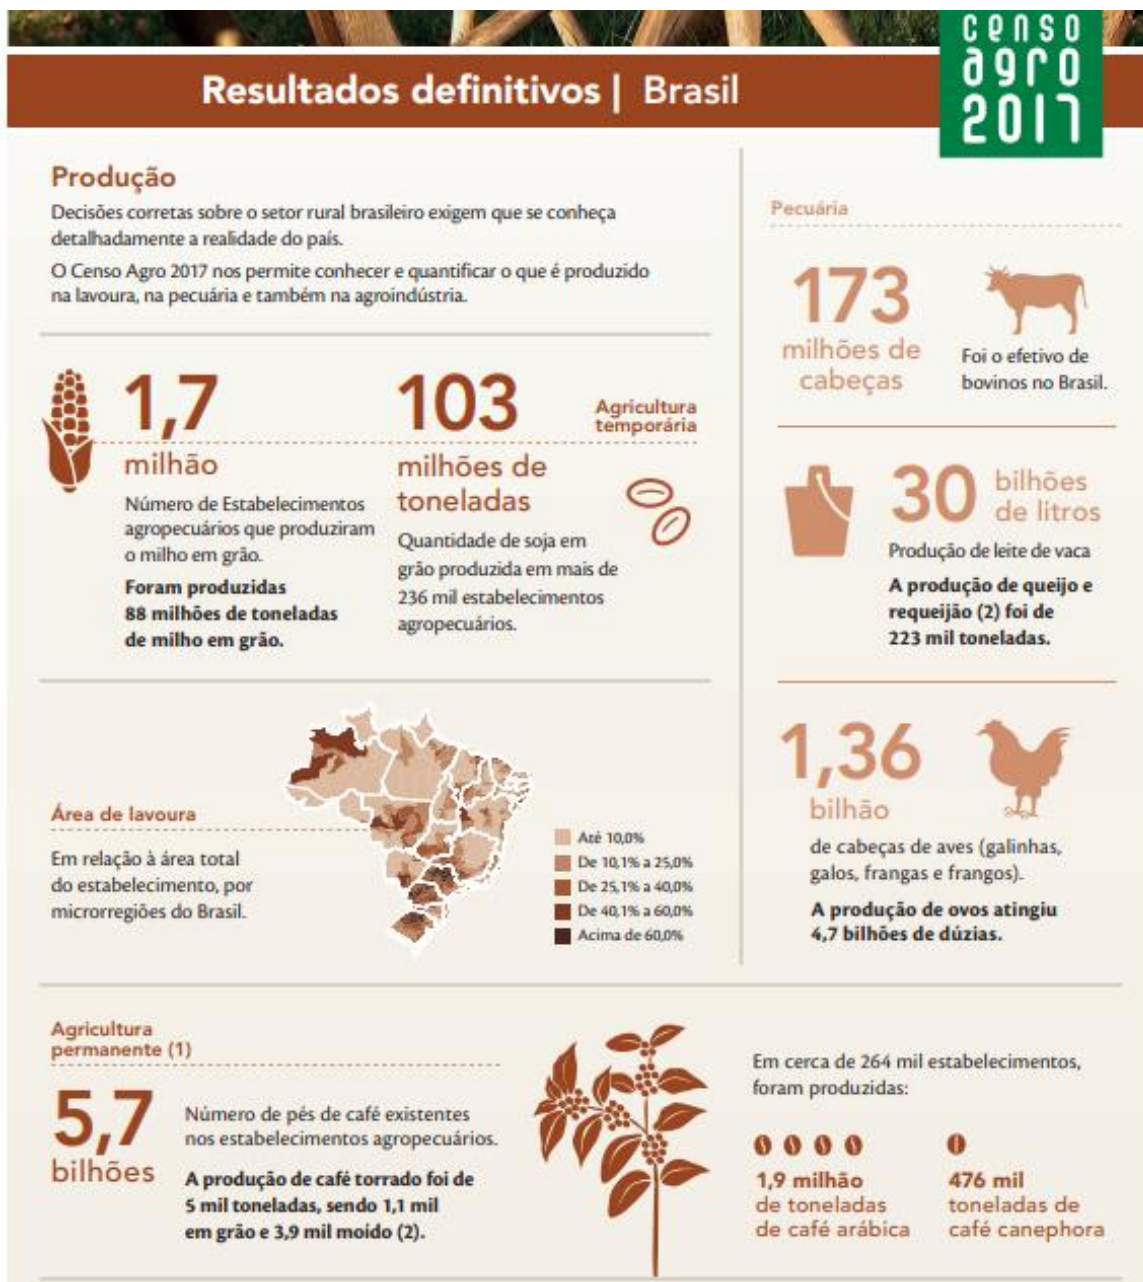 censo
agro
2017
Resultados definitivos | Brasil
Produção
Decisões corretas sobre o setor rural brasileiro exigem que se conheça
detalhadamente a realidade do país.
O Censo Agro 2017 nos permite conhecer e quantificar o que é produzido
na lavoura, na pecuária e também na agroindústria.
1,7
milhão
Número de Estabelecimentos
agropecuários que produziram
o milho em grão.
Foram produzidas
88 milhões de toneladas
de milho em grão.
103
milhões de
toneladas
Quantidade de soja em
grão produzida em mais de
236 mil estabelecimentos
agropecuários.
Agricultura
temporária
Área de lavoura
Em relação à área total
do estabelecimento, por
microrregiões do Brasil.
Até 10,0%
De 10,1% a 25,0%
De 25,1% a 40,0%
De 40,1% a 60,0%
Acima de 60,0%
Pecuária
173
milhões de
cabeças
Foi o efetivo de
bovinos no Brasil.
30
bilhões
de litros
Produção de leite de vaca
A produção de queijo e
requeijão (2) foi de
223 mil toneladas.
1,36
bilhão
de cabeças de aves (galinhas,
galos, frangas e frangos).
A produção de ovos atingiu
4,7 bilhões de dúzias.
Agricultura
permanente (1)
5,7
bilhões
Número de pés de café existentes
nos estabelecimentos agropecuários.
A produção de café torrado foi de
5 mil toneladas, sendo 1,1 mil
em grão e 3,9 mil moído (2).
Em cerca de 264 mil estabelecimentos,
foram produzidas:
1,9 milhão
de toneladas
de café arábica
476 mil
toneladas de
café canephora